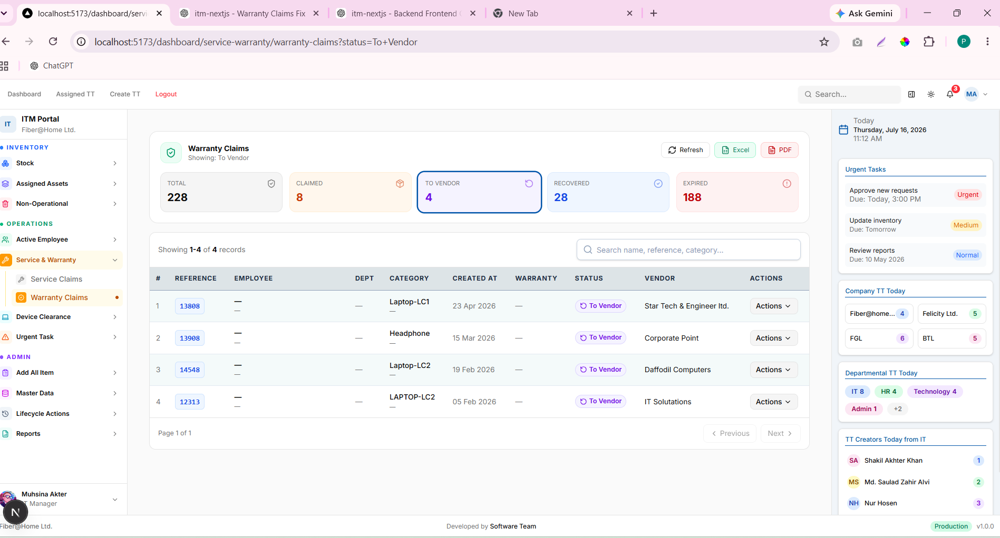 localhost:5173/dashboard/servi
itm-nextjs - Warranty Claims Fix
itm-nextjs - Backend Frontend
New Tab
Ask Gemini
localhost:5173/dashboard/service-warranty/warranty-claims?status=To+Vendor
P
ChatGPT
Dashboard
Assigned TT
Create TT
Logout
Search...
3
MA
IT
ITM Portal
Fiber@Home Ltd.
INVENTORY
Stock
Assigned Assets
Non-Operational
OPERATIONS
Active Employee
Service & Warranty
Service Claims
Warranty Claims
Device Clearance
Urgent Task
ADMIN
Add All Item
Master Data
Lifecycle Actions
Reports
Muhsina Akter
T Manager
N
Warranty Claims
Showing: To Vendor
Refresh
Excel
PDF
TOTAL
228
CLAIMED
8
TO VENDOR
4
RECOVERED
28
EXPIRED
188
Showing 1-4 of 4 records
Search name, reference, category...
# REFERENCE EMPLOYEE DEPT CATEGORY CREATED AT WARRANTY STATUS VENDOR ACTIONS
1 13808 — — — Laptop-LC1 — 23 Apr 2026 — To Vendor Star Tech & Engineer ltd. Actions
2 13908 — — — Headphone — 15 Mar 2026 — To Vendor Corporate Point Actions
3 14548 — — — Laptop-LC2 — 19 Feb 2026 — To Vendor Daffodil Computers Actions
4 12313 — — — LAPTOP-LC2 — 05 Feb 2026 — To Vendor IT Solutations Actions
Page 1 of 1
Previous
Next
Today
Thursday, July 16, 2026
11:12 AM
Urgent Tasks
Approve new requests
Due: Today, 3:00 PM
Urgent
Update inventory
Due: Tomorrow
Medium
Review reports
Due: 10 May 2026
Normal
Company TT Today
Fiber@home... 4
Felicity Ltd. 5
FGL 6
BTL 5
Departmental TT Today
IT 8
HR 4
Technology 4
Admin 1
+2
TT Creators Today from IT
SA Shakil Akhter Khan 1
MS Md. Saulad Zahir Alvi 2
NH Nur Hosen 3
Fiber@Home Ltd.
Developed by Software Team
Production v1.0.0